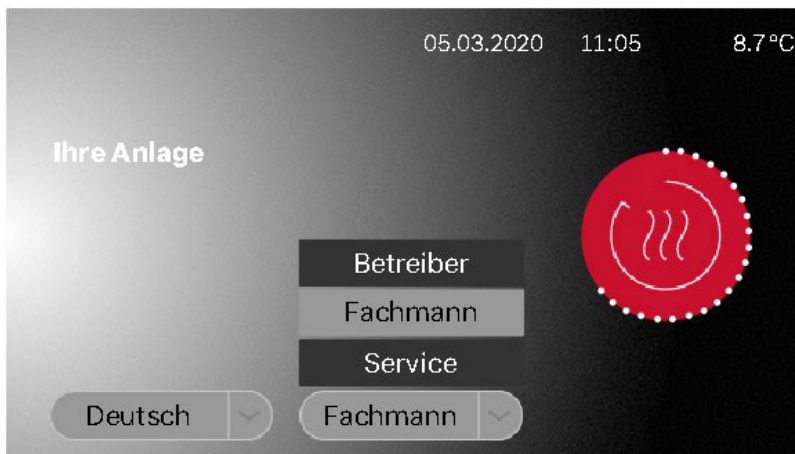 05.03.2020 11:05 8.7°C
Ihre Anlage
Betreiber
Fachmann
Service
Deutsch Fachmann